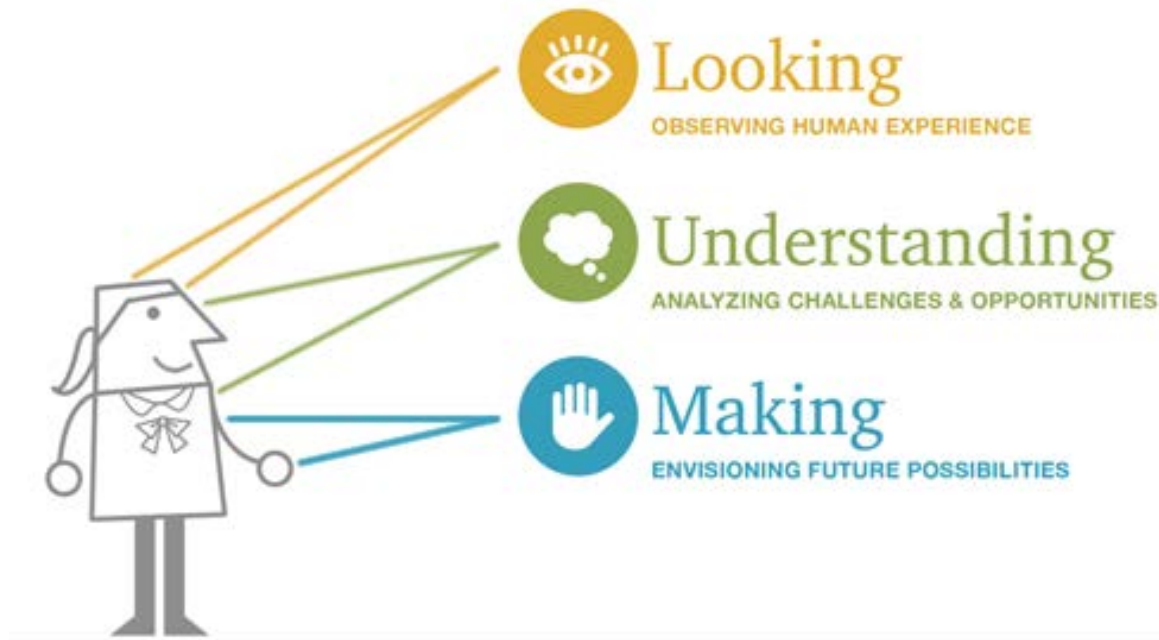 Looking
OBSERVING HUMAN EXPERIENCE
Understanding
ANALYZING CHALLENGES & OPPORTUNITIES
Making
ENVISIONING FUTURE POSSIBILITIES